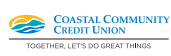 COASTAL COMMUNITY
CREDIT UNION
TOGETHER, LET'S DO GREAT THINGS